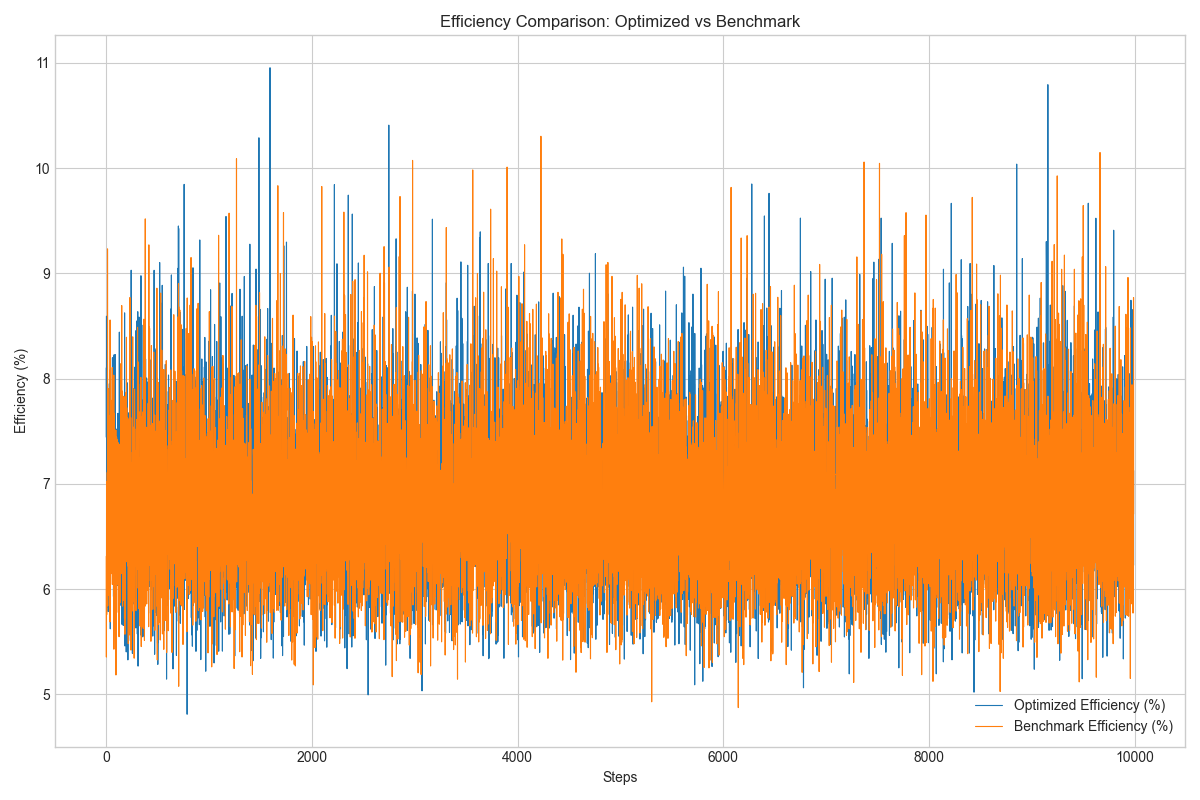 Efficiency Comparison: Optimized vs Benchmark
11
10
9
8
7
6
5
Efficiency (%)
0 2000 4000 6000 8000 10000
Steps
Optimized Efficiency (%)
Benchmark Efficiency (%)